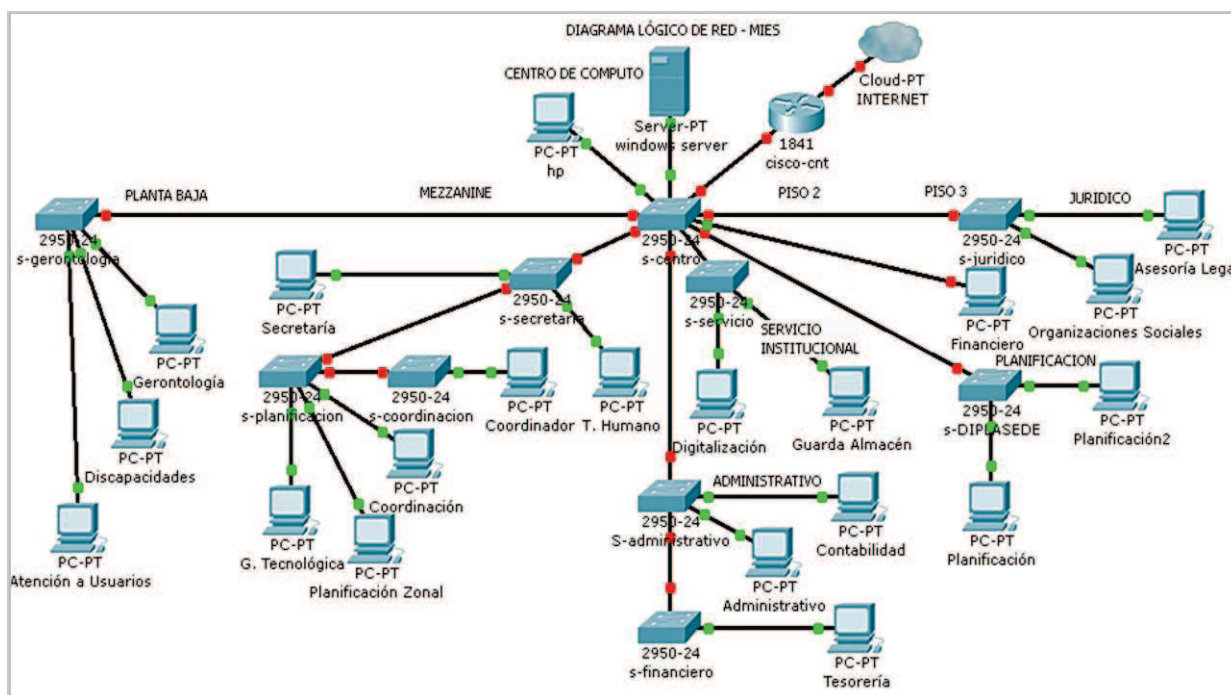 DIAGRAMA LÓGICO DE RED - MIES
CENTRO DE COMPUTO
Cloud-PT
INTERNET
Server-PT
windows server
1841
cisco-cnt
PC-PT
hp
PLANTA BAJA
MEZZANINE
PISO 2
PISO 3
JURIDICO
2950-24
s-gerontologia
2950-24
s-centro
2950-24
s-juridico
PC-PT
Asesoría Lega
PC-PT
Secretaría
2950-24
s-secretaria
2950-24
s-servicio
SERVICIO
INSTITUCIONAL
PC-PT
Financiero
PC-PT
Organizaciones Sociales
PLANIFICACION
PC-PT
Gerontología
2950-24
s-planificacion
2950-24
s-coordinacion
PC-PT
Coordinador
PC-PT
T. Humano
PC-PT
Digitalización
PC-PT
Guarda Almacén
2950-24
s-DIPLASEDE
PC-PT
Planificación2
PC-PT
Discapacidades
PC-PT
Coordinación
ADMINISTRATIVO
2950-24
S-administrativo
PC-PT
Contabilidad
PC-PT
Planificación
PC-PT
Atención a Usuarios
PC-PT
G. Tecnológica
PC-PT
Planificación Zonal
PC-PT
Administrativo
2950-24
s-financiero
PC-PT
Tesorería